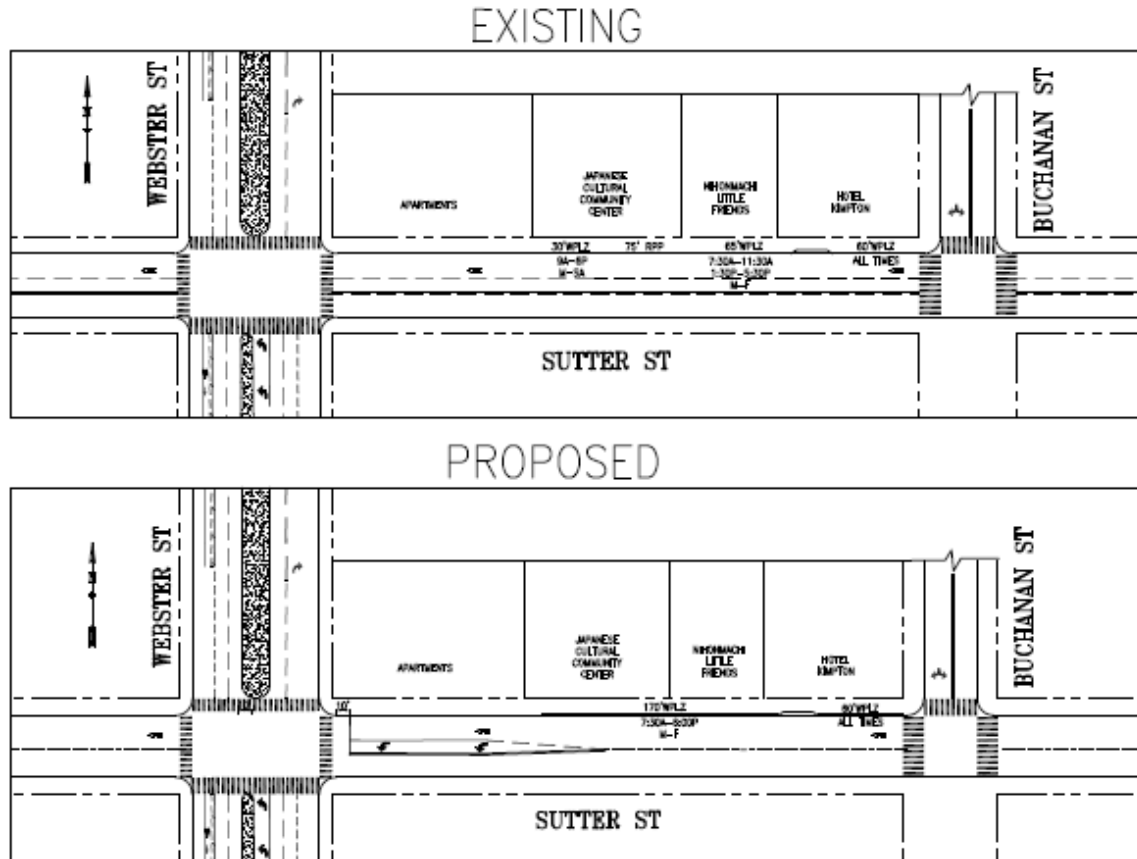 EXISTING
WEBSTER ST
BUCHANAN ST
APARTMENTS
JAPANESE
CULTURAL
COMMUNITY
CENTER
NIHONMACHI
LITTLE
FRIENDS
HOTEL
KIMPTON
30'WPLZ
9A-6P
M-SA
75' RPP
65'WPLZ
7:30A-11:30A
1:30P-5:30P
M-F
60'WPLZ
ALL TIMES
SUTTER ST
PROPOSED
WEBSTER ST
BUCHANAN ST
APARTMENTS
JAPANESE
CULTURAL
COMMUNITY
CENTER
NIHONMACHI
LITTLE
FRIENDS
HOTEL
KIMPTON
10'
170'WPLZ
7:30A-6:00P
M-F
60'WPLZ
ALL TIMES
SUTTER ST